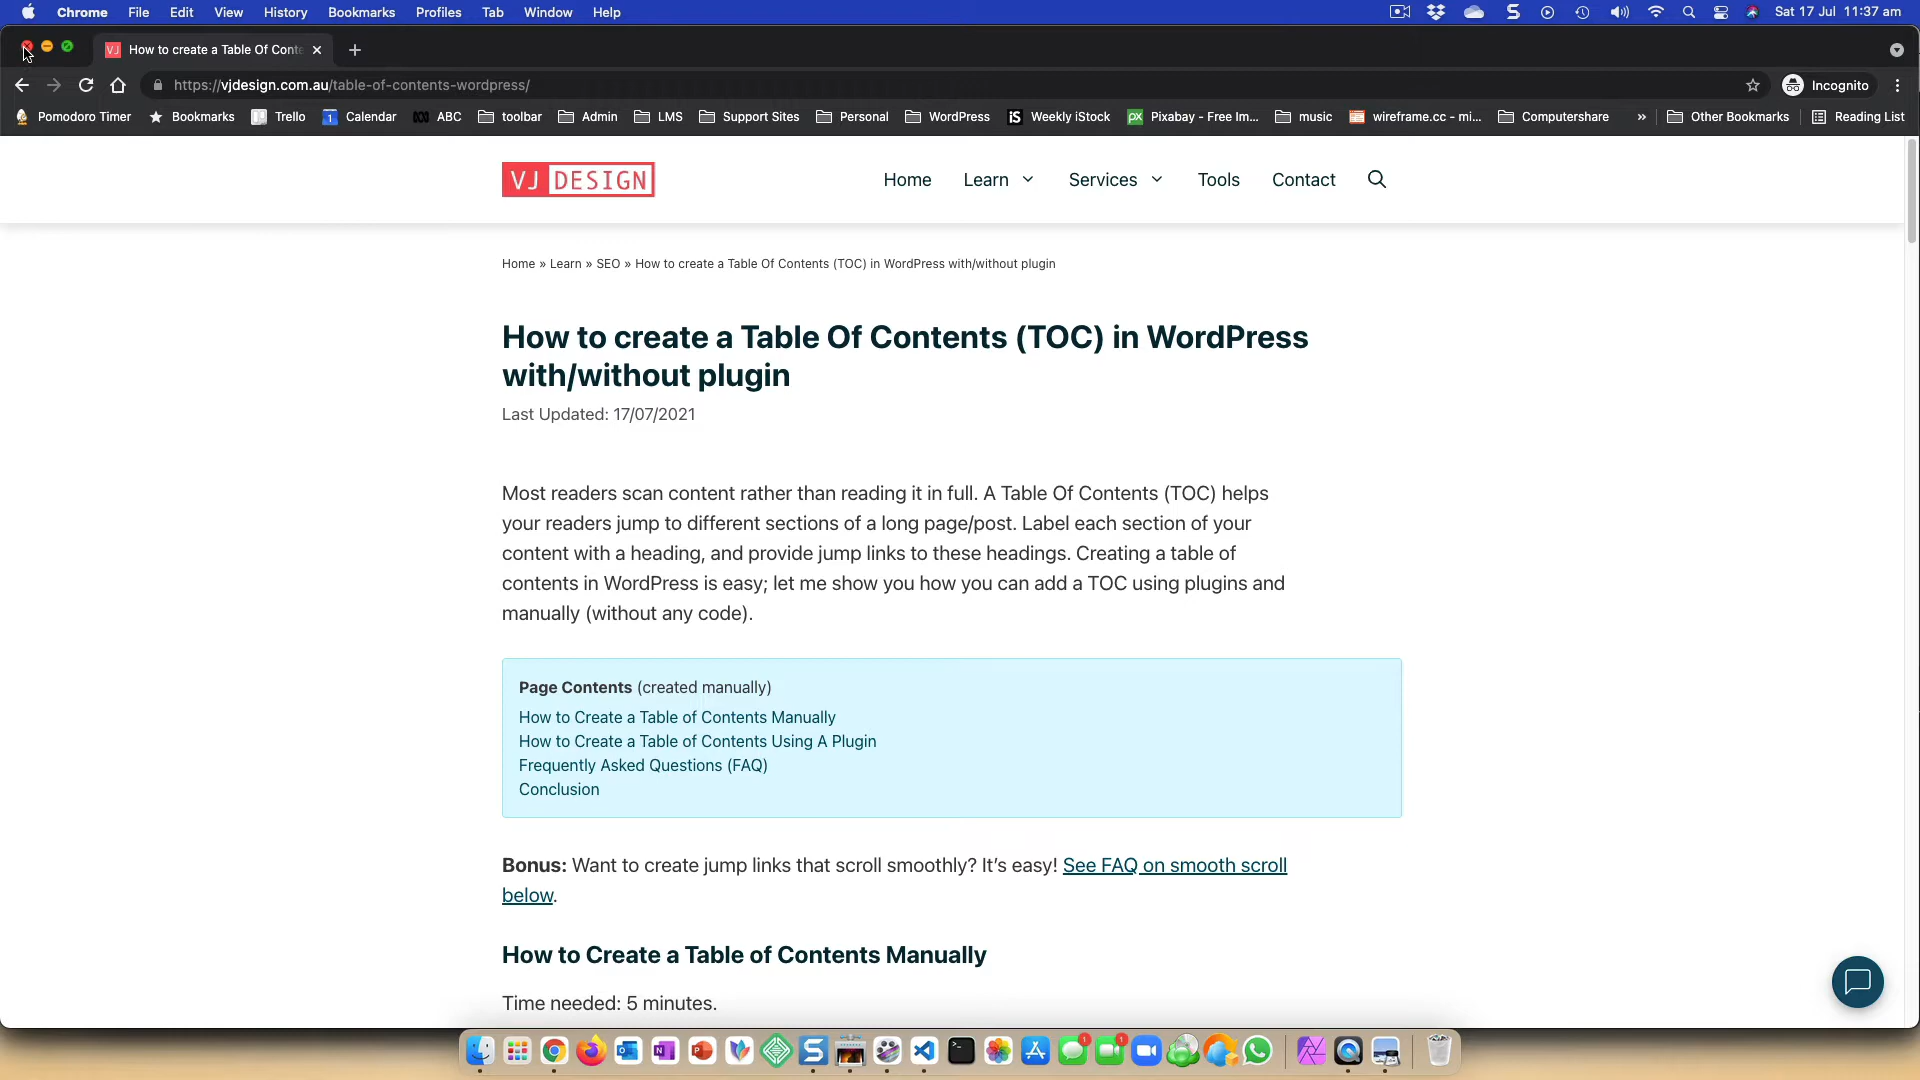 Chrome File Edit View History Bookmarks Profiles Tab Window Help Sat 17 Jul 11:37 am
VJ How to create a Table Of Conte
https://vjdesign.com.au/table-of-contents-wordpress/ Incognito
Pomodoro Timer Bookmarks Trello 1 Calendar ABC toolbar Admin LMS Support Sites Personal WordPress iS Weekly iStock px Pixabay - Free Im... music wireframe.cc - mi... Computershare » Other Bookmarks Reading List
VJ DESIGN Home Learn Services Tools Contact
Home » Learn » SEO » How to create a Table Of Contents (TOC) in WordPress with/without plugin
How to create a Table Of Contents (TOC) in WordPress
with/without plugin
Last Updated: 17/07/2021
Most readers scan content rather than reading it in full. A Table Of Contents (TOC) helps
your readers jump to different sections of a long page/post. Label each section of your
content with a heading, and provide jump links to these headings. Creating a table of
contents in WordPress is easy; let me show you how you can add a TOC using plugins and
manually (without any code).
Page Contents (created manually)
How to Create a Table of Contents Manually
How to Create a Table of Contents Using A Plugin
Frequently Asked Questions (FAQ)
Conclusion
Bonus: Want to create jump links that scroll smoothly? It’s easy! See FAQ on smooth scroll
below.
How to Create a Table of Contents Manually
Time needed: 5 minutes.